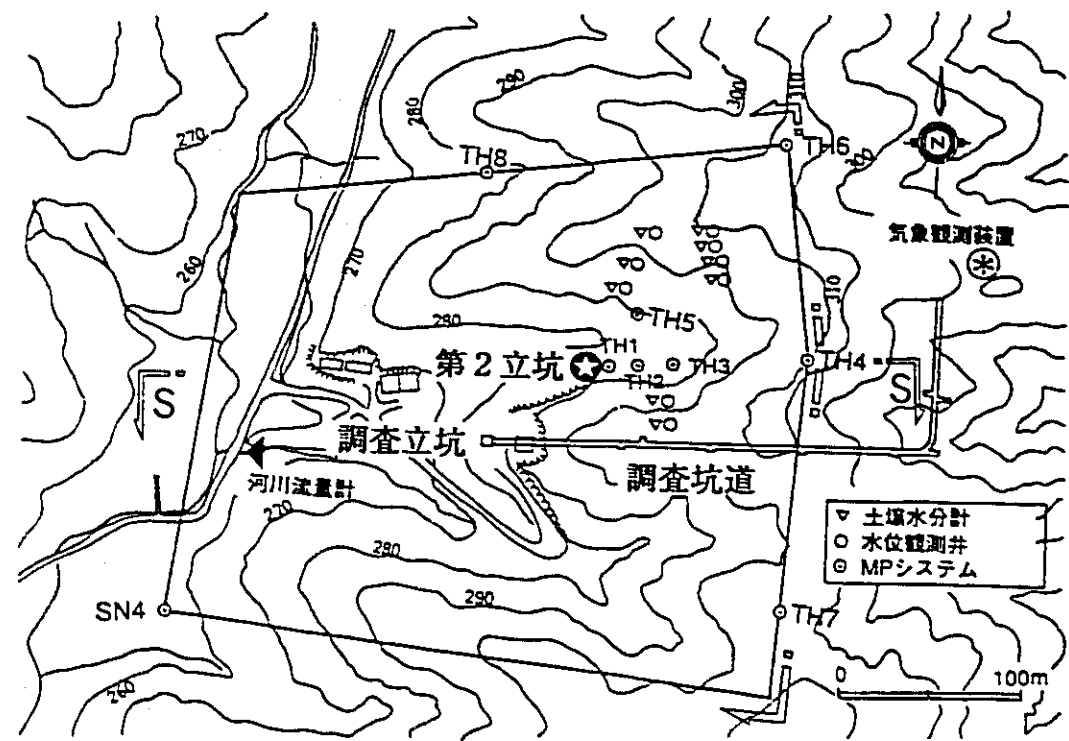 290
280
300
310
270
TH8
TH6
300
気象観測装置
260
270
310
280
TH5
TH1
第2立坑
TH2
TH3
TH4
S
S
調査立坑
調査坑道
河川流量計
270
土壌水分計
水位観測井
MPシステム
280
290
SN4
TH7
260
0
100m
N